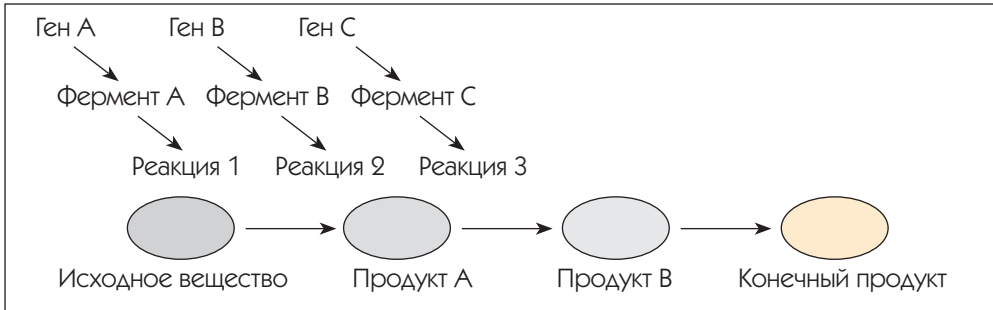 Ген А Ген В Ген С
Фермент А Фермент В Фермент С
Реакция 1 Реакция 2 Реакция 3
Исходное вещество Продукт А Продукт В Конечный продукт